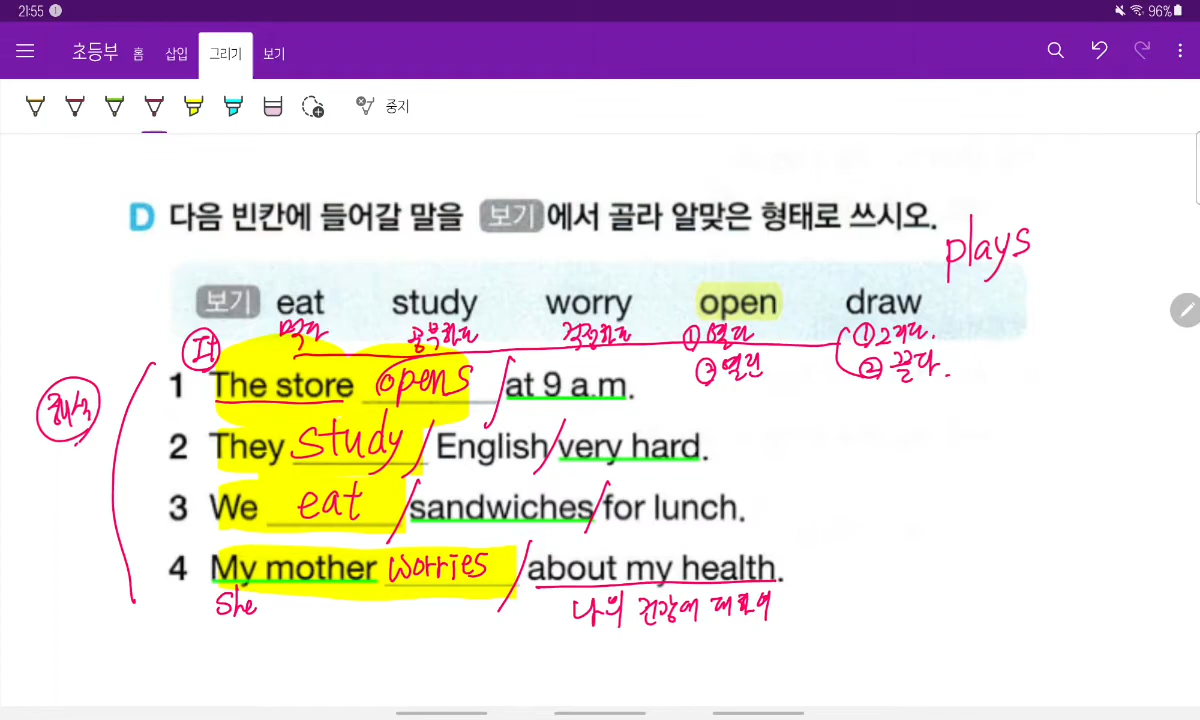 21:55
96%
초등부 홈 삽입 그리기 보기
중지
D 다음 빈칸에 들어갈 말을 보기 에서 골라 알맞은 형태로 쓰시오.
plays
보기 eat study worry open draw
먹다 공부하다 걱정하다 ① 열다 ① 그리다.
② 열린 ② 끌다.
It
해석
1 The store opens / at 9 a.m.
2 They study / English / very hard.
3 We eat / sandwiches / for lunch.
4 My mother worries / about my health.
She 나의 건강에 대하여